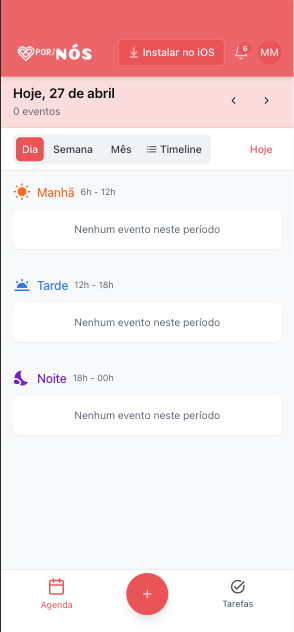 POR/NÓS
Instalar no iOS
6
MM
Hoje, 27 de abril
0 eventos
Dia Semana Mês Timeline Hoje
Manhã 6h - 12h
Nenhum evento neste período
Tarde 12h - 18h
Nenhum evento neste período
Noite 18h - 00h
Nenhum evento neste período
Agenda
+
Tarefas